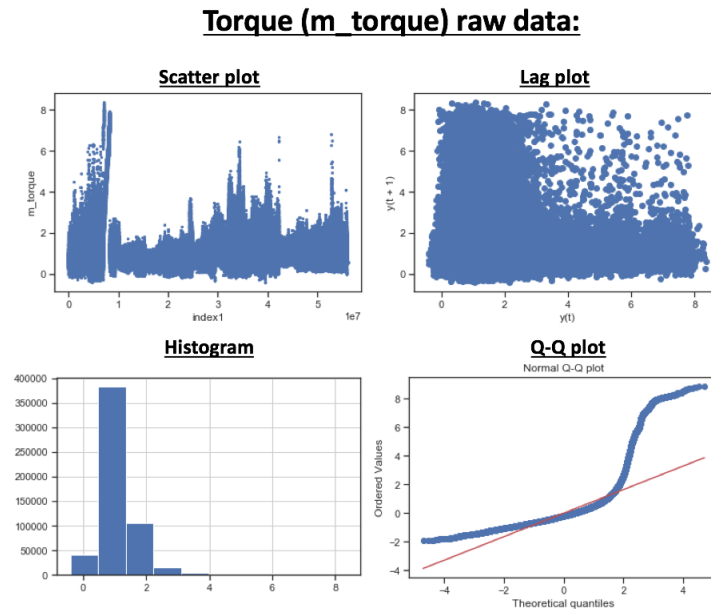 Torque (m_torque) raw data:
Scatter plot
8
6
4
2
0
m_torque
0 1 2 3 4 5
index1
1e7
Lag plot
8
6
4
2
0
y(t + 1)
0 2 4 6 8
y(t)
Histogram
400000
350000
300000
250000
200000
150000
100000
50000
0
0 2 4 6 8
Q-Q plot
Normal Q-Q plot
8
6
4
2
0
−2
−4
Ordered Values
−4 −2 0 2 4
Theoretical quantiles